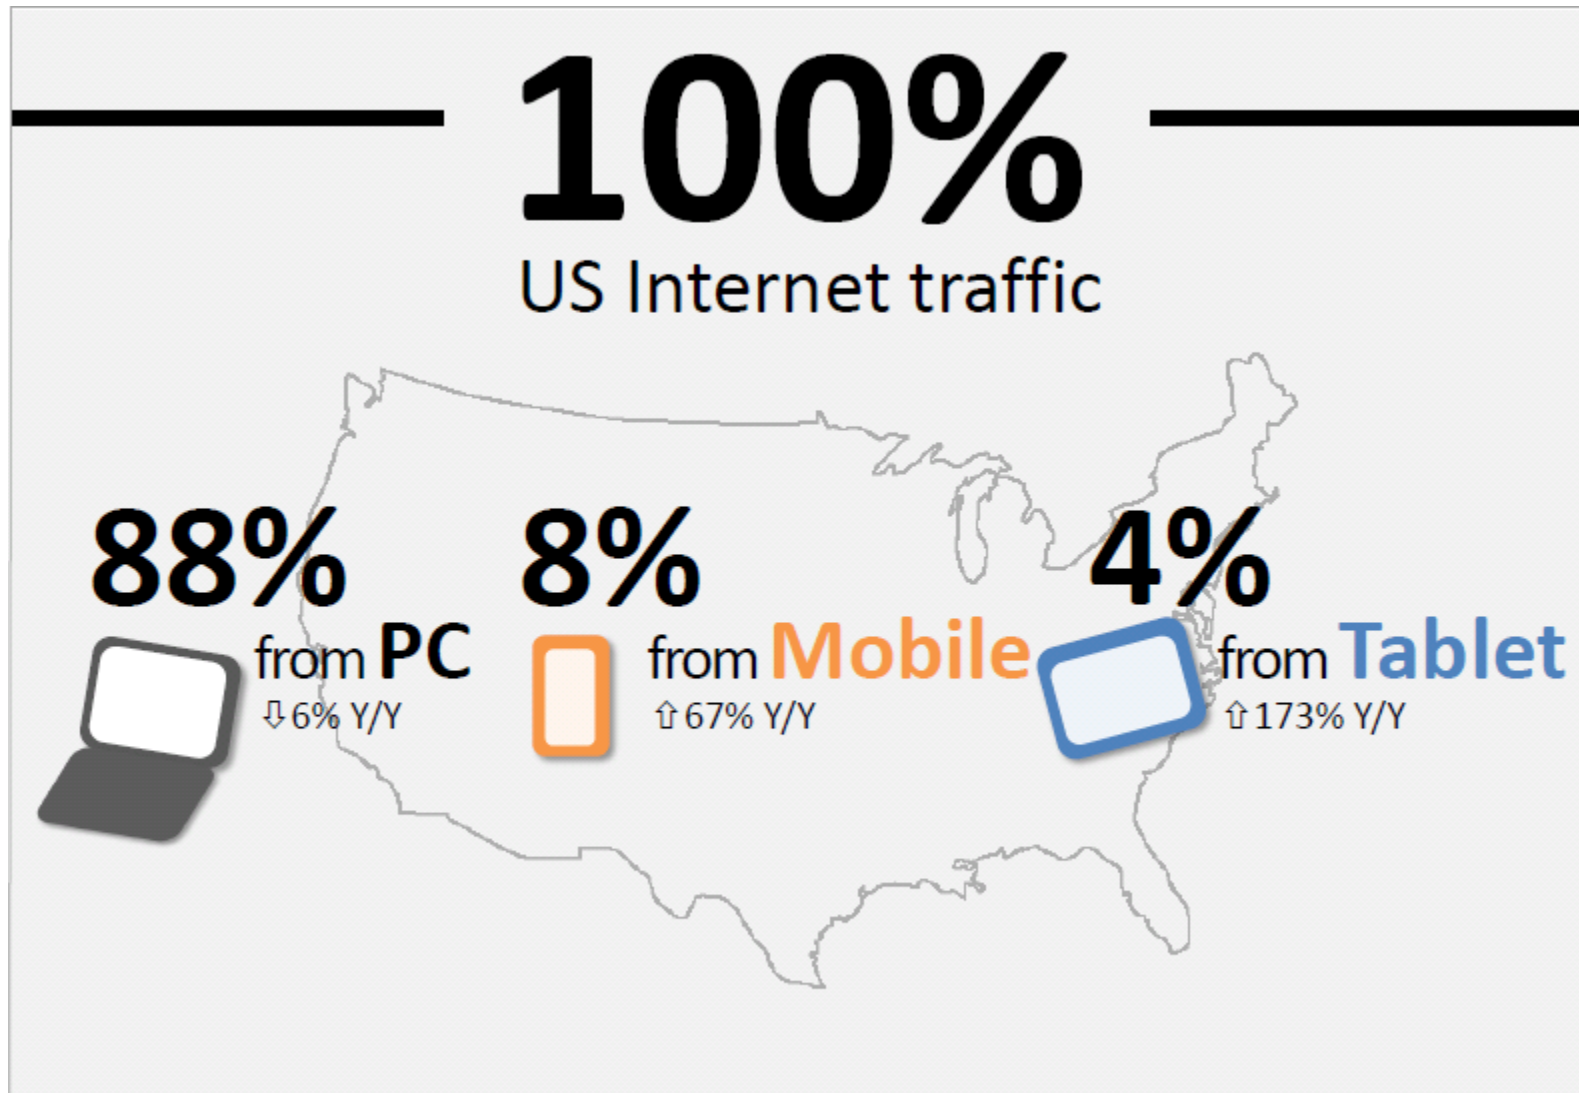 100%
US Internet traffic
88%
from PC
⇩6% Y/Y
8%
from Mobile
⇧67% Y/Y
4%
from Tablet
⇧173% Y/Y